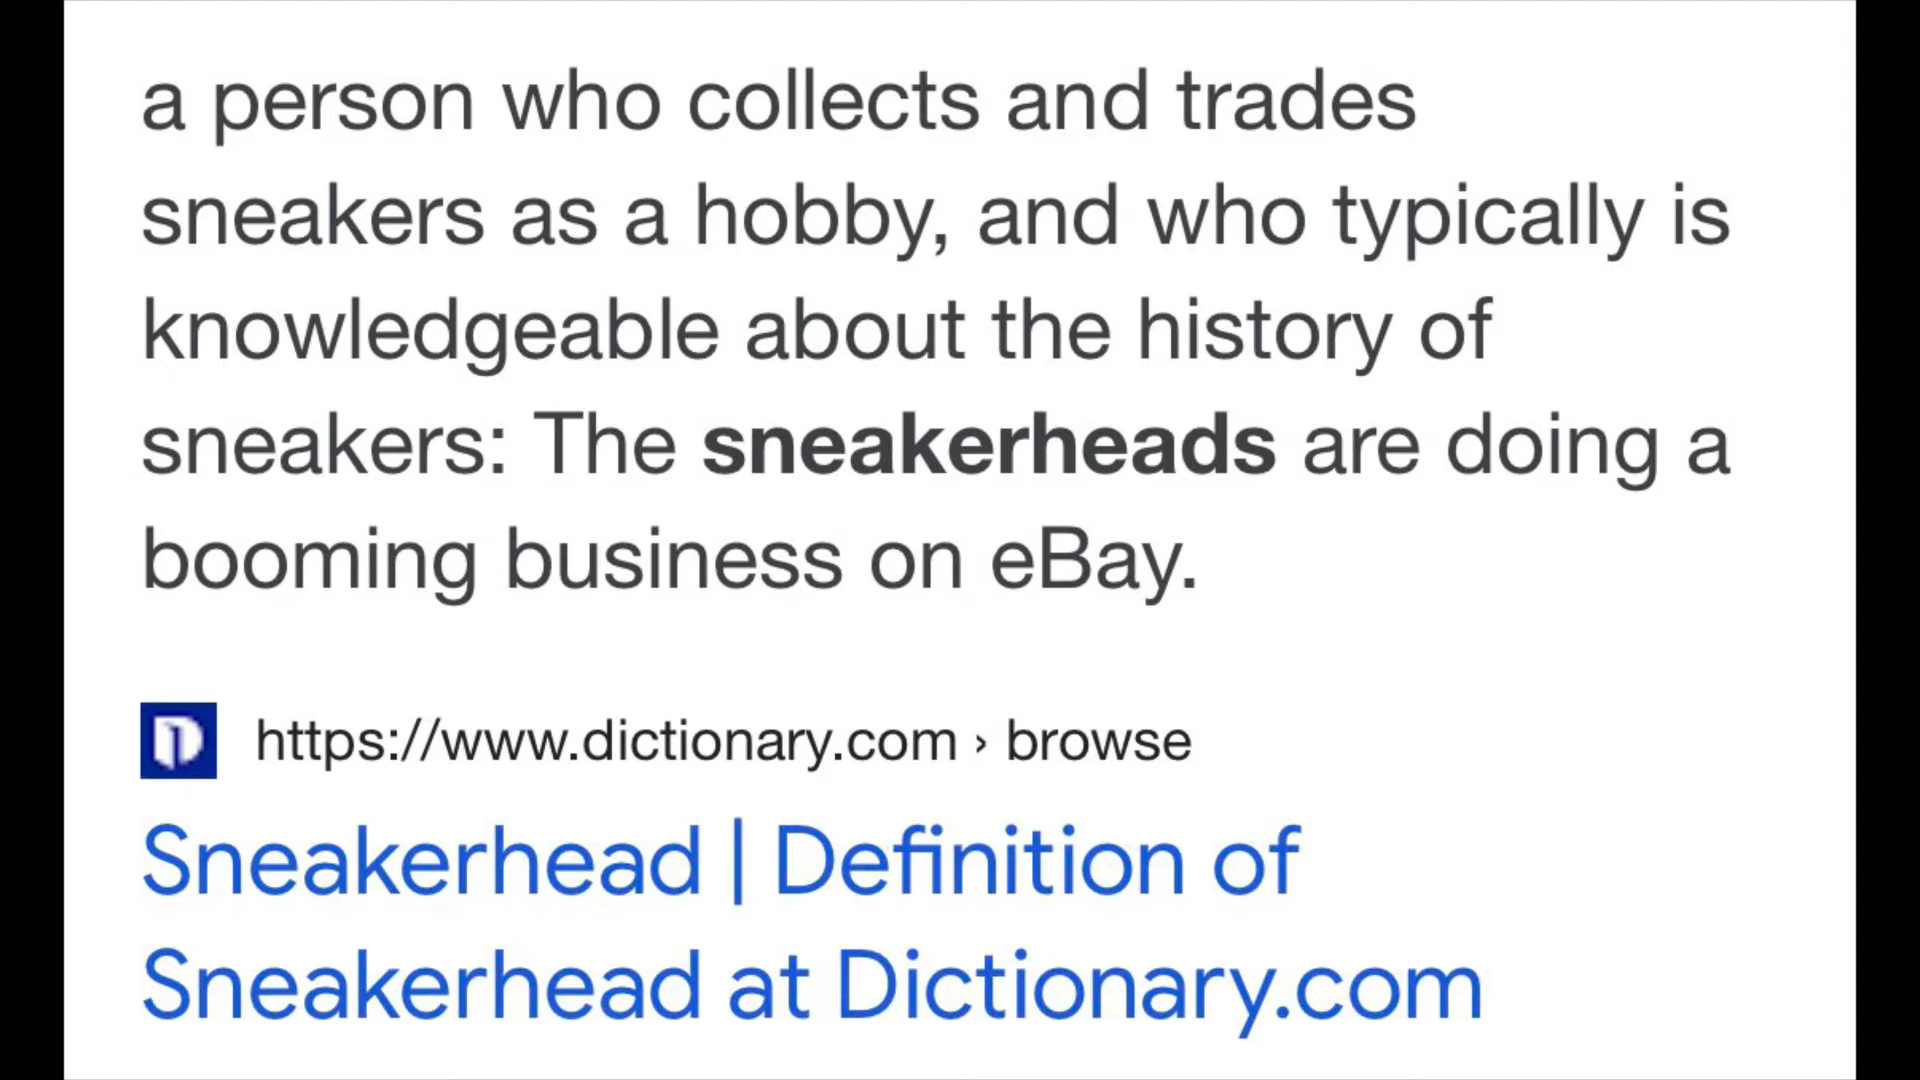 a person who collects and trades
sneakers as a hobby, and who typically is
knowledgeable about the history of
sneakers: The sneakerheads are doing a
booming business on eBay.
https://www.dictionary.com › browse
Sneakerhead | Definition of
Sneakerhead at Dictionary.com